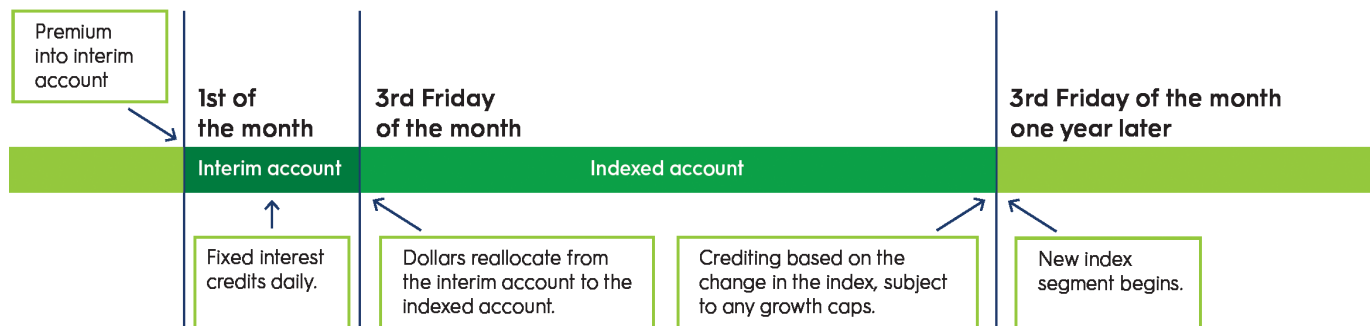 Premium
into interim
account
1st of
the month
3rd Friday
of the month
3rd Friday of the month
one year later
Interim account
Indexed account
Fixed interest
credits daily.
Dollars reallocate from
the interim account to the
indexed account.
Crediting based on the
change in the index, subject
to any growth caps.
New index
segment begins.